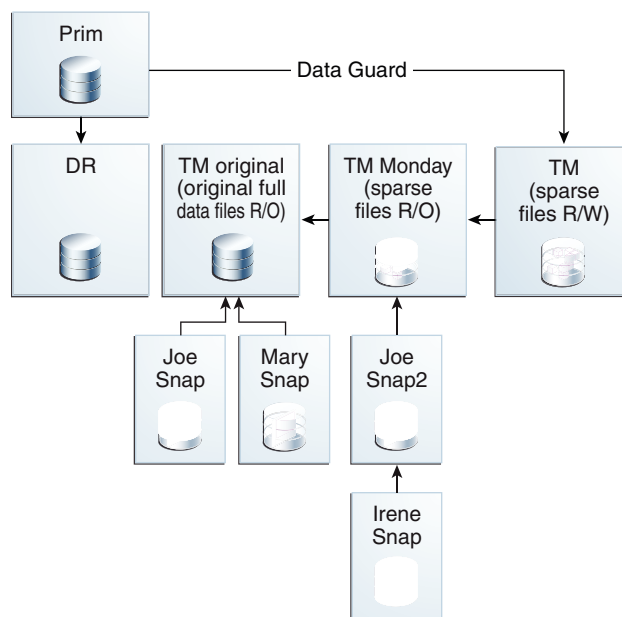 Prim
Data Guard
DR
TM original
(original full
data files R/O)
TM Monday
(sparse
files R/O)
TM
(sparse
files R/W)
Joe
Snap
Mary
Snap
Joe
Snap2
Irene
Snap